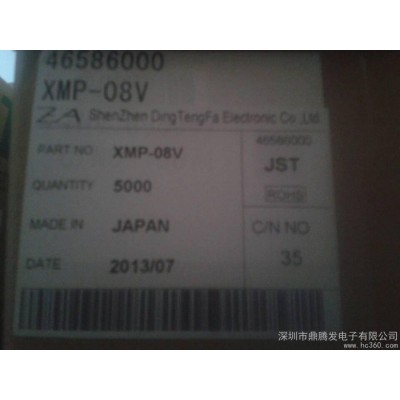 46586000
XMP-08V
ZA ShenZhen DingTengFa Electronic Co.,Ltd.
PART NO XMP-08V 46586000
JST
QUANTITY 5000 ROHS
MADE IN JAPAN C/N NO
DATE 2013/07 35
深圳市鼎腾发电子有限公司
www.hc360.com